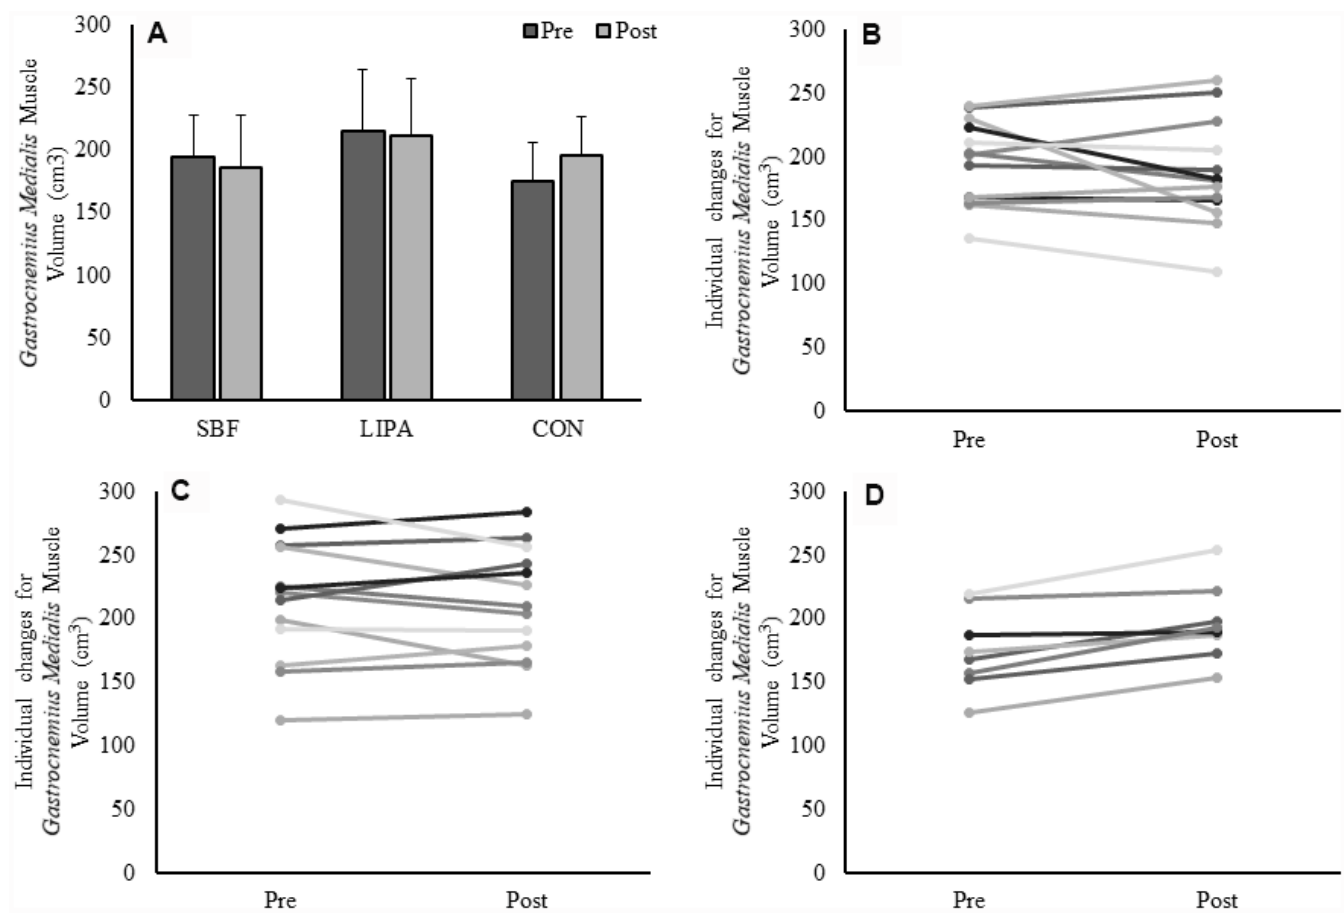 A
Pre Post
Gastrocnemius Medialis Muscle
Volume (cm3)
300
250
200
150
100
50
0
SBF LIPA CON
B
Individual changes for
Gastrocnemius Medialis Muscle
Volume (cm³)
300
250
200
150
100
50
0
Pre Post
C
Individual changes for
Gastrocnemius Medialis Muscle
Volume (cm³)
300
250
200
150
100
50
0
Pre Post
D
Individual changes for
Gastrocnemius Medialis Muscle
Volume (cm³)
300
250
200
150
100
50
0
Pre Post